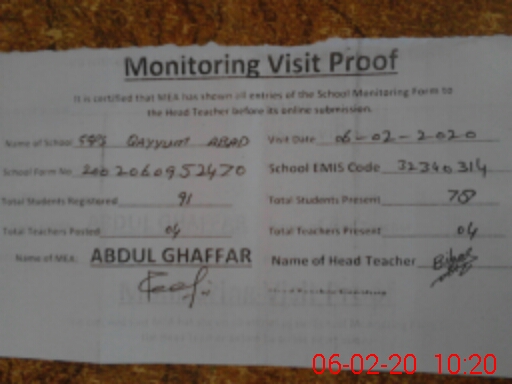 Monitoring Visit Proof
It is certified that MEA has shown all entries of the School Monitoring Form to
the Head Teacher before its online submission.
Name of School GGPS QAYYUM ABAD Visit Date 06-02-2020
School Form No 2002060952470 School EMIS Code 32340314
Total Students Registered 91 Total Students Present 78
Total Teachers Posted 04 Total Teachers Present 04
Name of MEA: ABDUL GHAFFAR Name of Head Teacher
06-02-20 10:20